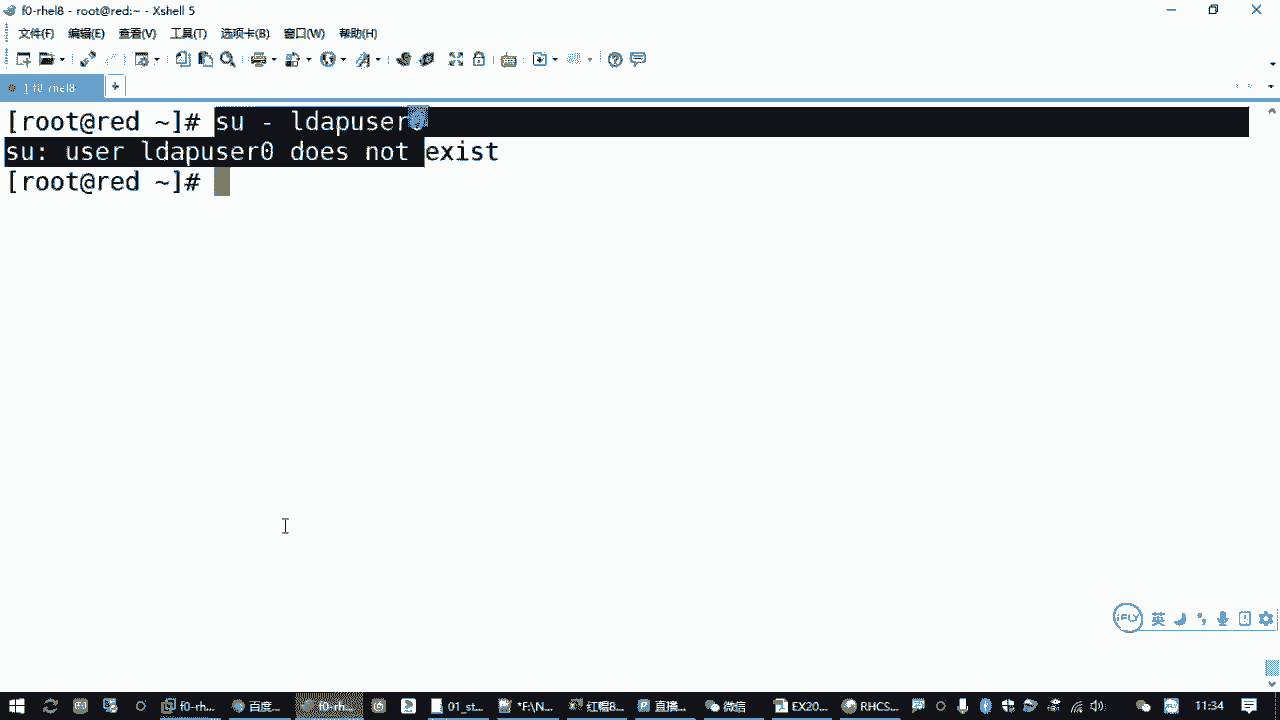 f0-rhel8 - root@red:~ - Xshell 5
文件(F) 编辑(E) 查看(V) 工具(T) 选项卡(B) 窗口(W) 帮助(H)
1 f0-rhel8
[root@red ~]# su - ldapuser0
su: user ldapuser0 does not exist
[root@red ~]#
iFLY 英
f0-rh... 百度... f0-rh... 01_st... *F:\N... 红帽8... 直播... 微信 EX20... RHCS... 11:34